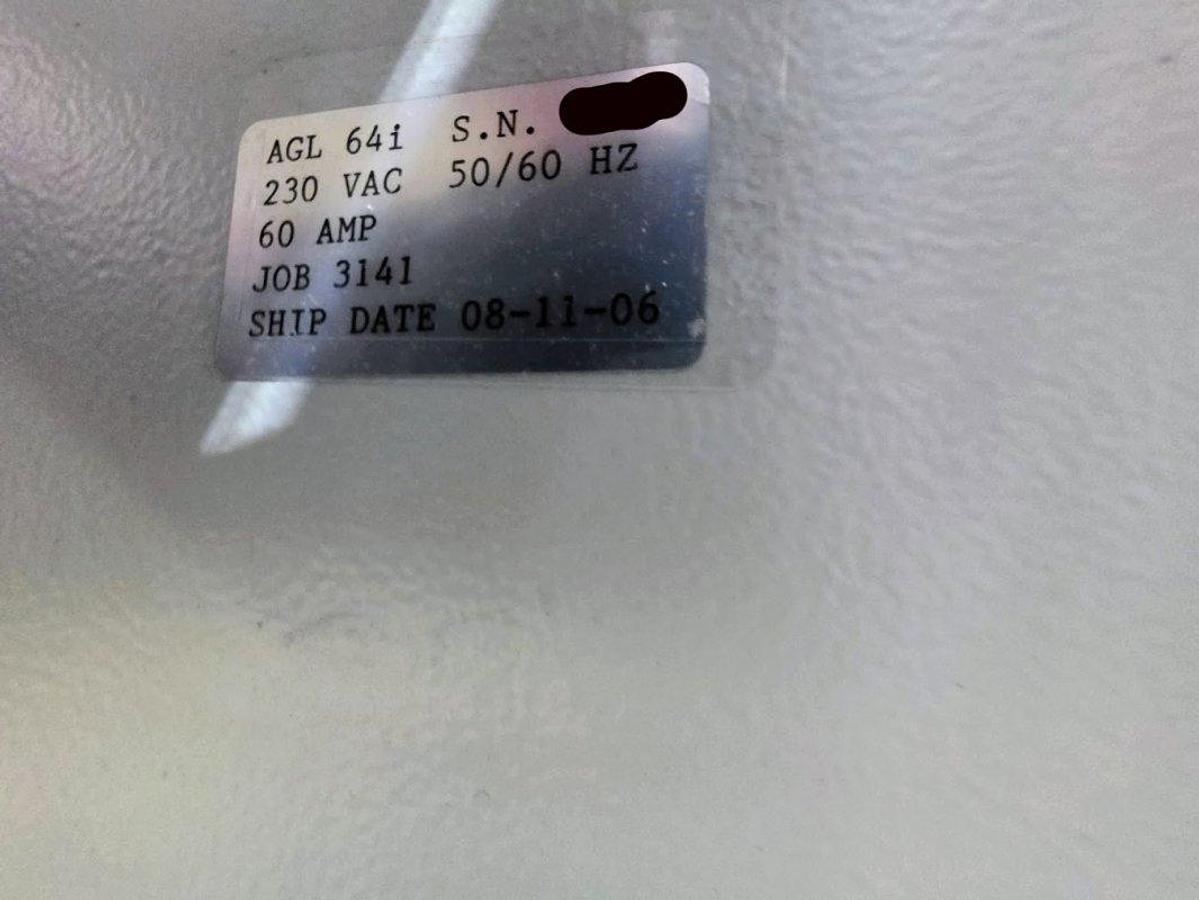 AGL 64i S.N.
230 VAC 50/60 HZ
60 AMP
JOB 3141
SHIP DATE 08-11-06